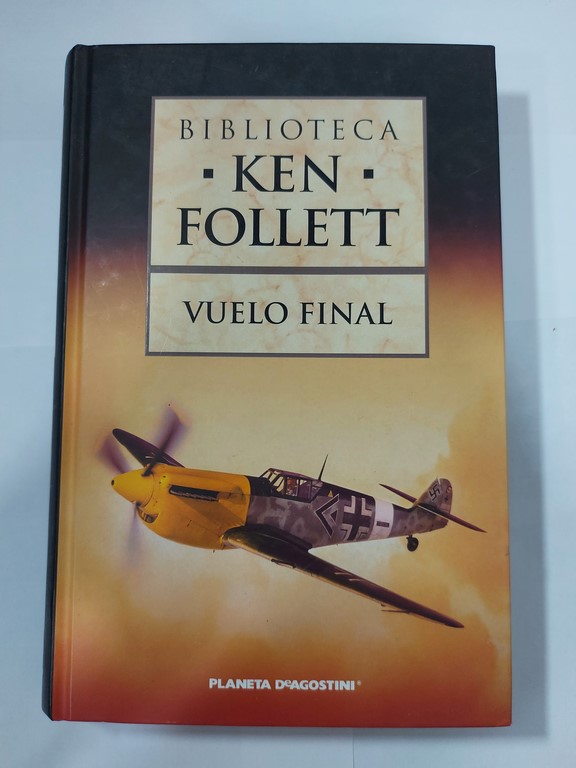 BIBLIOTECA
▪ KEN ▪
FOLLETT
VUELO FINAL
PLANETA DeAGOSTINI®